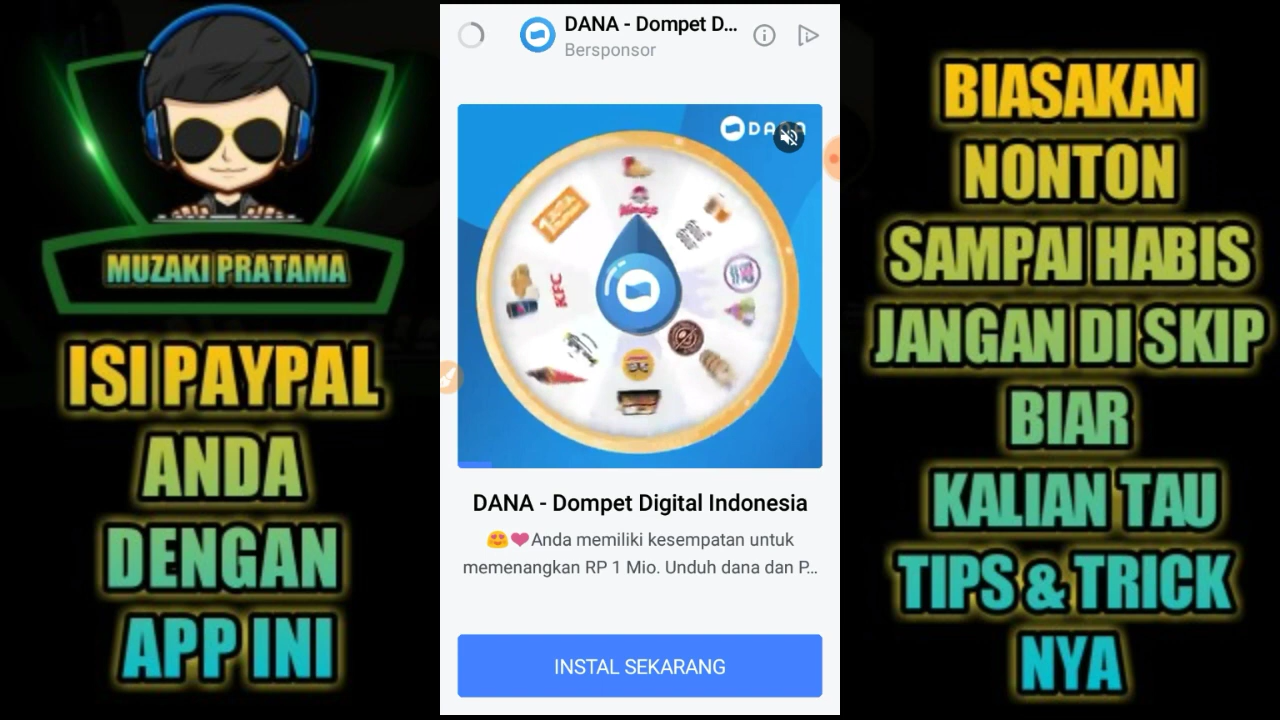 MUZAKI PRATAMA
ISI PAYPAL
ANDA
DENGAN
APP INI
DANA - Dompet D...
Bersponsor
DANA
Wendys
KFC
DANA - Dompet Digital Indonesia
😍❤Anda memiliki kesempatan untuk
memenangkan RP 1 Mio. Unduh dana dan P...
INSTAL SEKARANG
BIASAKAN
NONTON
SAMPAI HABIS
JANGAN DI SKIP
BIAR
KALIAN TAU
TIPS & TRICK
NYA